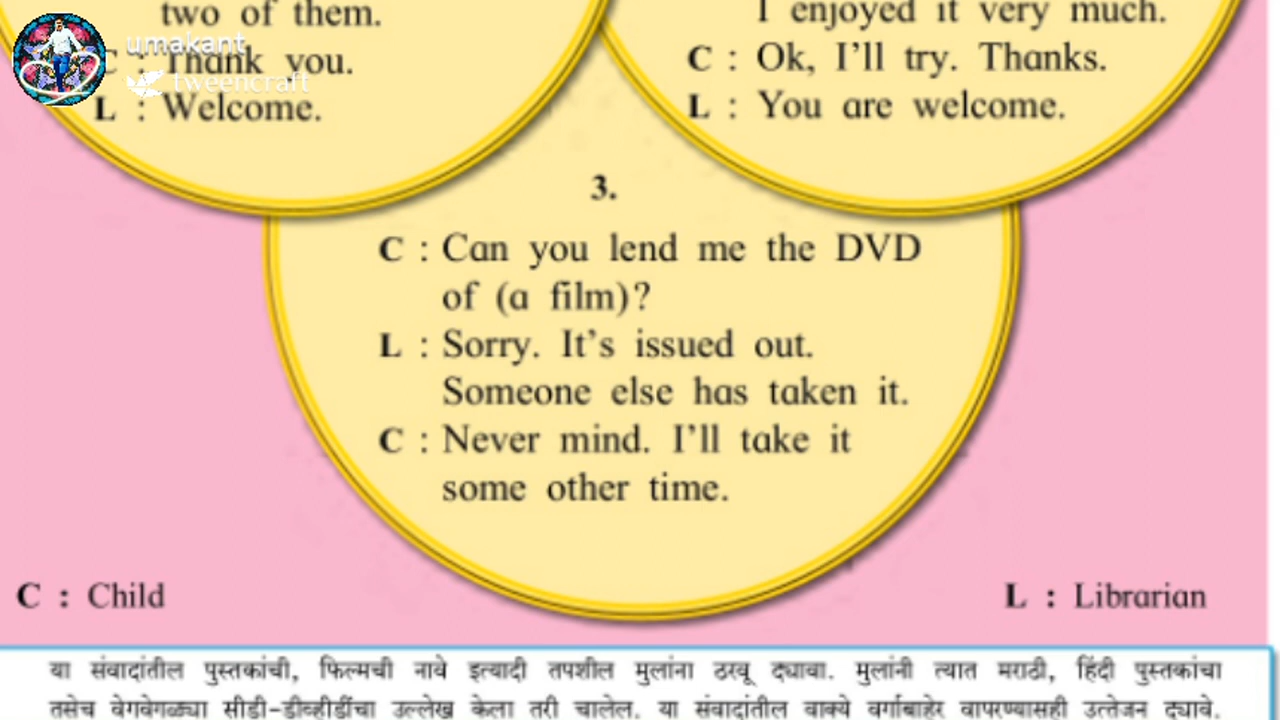 umakant
tweencraft
two of them.
C : Thank you.
L : Welcome.
I enjoyed it very much.
C : Ok, I'll try. Thanks.
L : You are welcome.
3.
C : Can you lend me the DVD
of (a film)?
L : Sorry. It's issued out.
Someone else has taken it.
C : Never mind. I'll take it
some other time.
C : Child
L : Librarian
या संवादांतील पुस्तकांची, फिल्मची नावे इत्यादी तपशील मुलांना ठरवू द्यावा. मुलांनी त्यात मराठी, हिंदी पुस्तकांचा
तसेच वेगवेगळ्या सीडी-डीव्हीडींचा उल्लेख केला तरी चालेल. या संवादांतील वाक्ये वर्गाबाहेर वापरण्यासही उत्तेजन द्यावे.